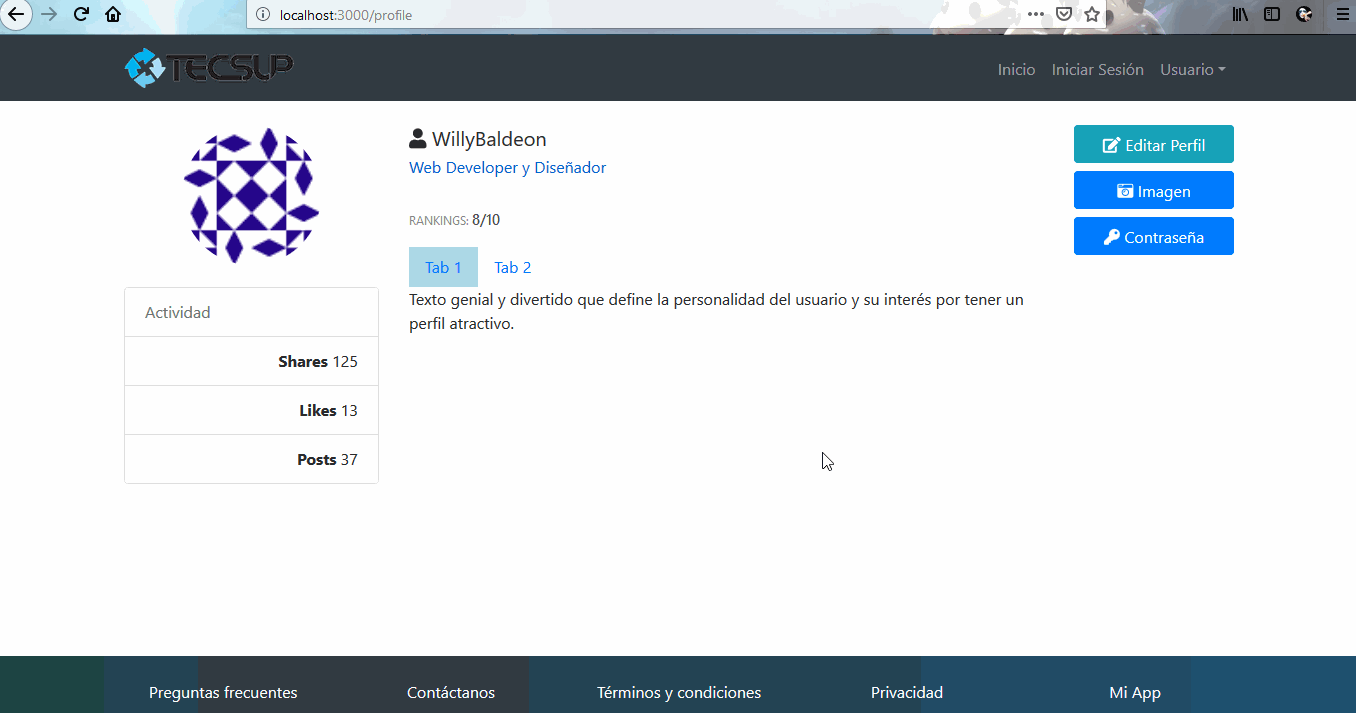 localhost:3000/profile
TECSUP
Inicio Iniciar Sesión Usuario
WillyBaldeon
Web Developer y Diseñador
RANKINGS: 8/10
Tab 1 Tab 2
Texto genial y divertido que define la personalidad del usuario y su interés por tener un
perfil atractivo.
Editar Perfil
Imagen
Contraseña
Actividad
Shares 125
Likes 13
Posts 37
Preguntas frecuentes Contáctanos Términos y condiciones Privacidad Mi App